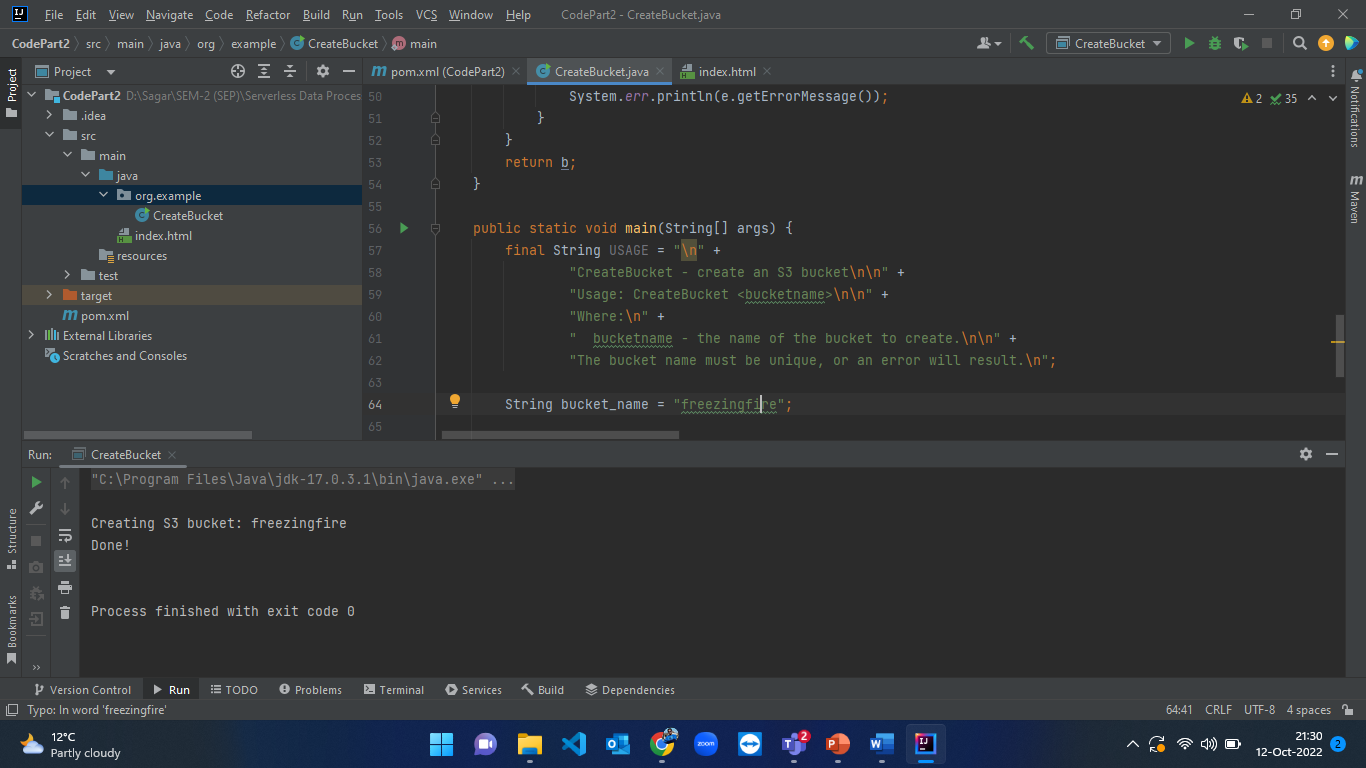 File Edit View Navigate Code Refactor Build Run Tools VCS Window Help CodePart2 - CreateBucket.java
CodePart2 src main java org example CreateBucket main CreateBucket
Project pom.xml (CodePart2) CreateBucket.java index.html
Project
CodePart2 D:\Sagar\SEM-2 (SEP)\Serverless Data Proces
.idea
src
main
java
org.example
CreateBucket
index.html
resources
test
target
pom.xml
External Libraries
Scratches and Consoles
2 35
50 System.err.println(e.getErrorMessage());
51 }
52 }
53 return b;
54 }
55
56 public static void main(String[] args) {
57 final String USAGE = "\n" +
58 "CreateBucket - create an S3 bucket\n\n" +
59 "Usage: CreateBucket <bucketname>\n\n" +
60 "Where:\n" +
61 "  bucketname - the name of the bucket to create.\n\n" +
62 "The bucket name must be unique, or an error will result.\n";
63
64 String bucket_name = "freezingfire";
65
Notifications
Maven
Run: CreateBucket
"C:\Program Files\Java\jdk-17.0.3.1\bin\java.exe" ...
Creating S3 bucket: freezingfire
Done!
Process finished with exit code 0
Structure
Bookmarks
Version Control Run TODO Problems Terminal Services Build Dependencies
Typo: In word 'freezingfire' 64:41 CRLF UTF-8 4 spaces
12°C
Partly cloudy
zoom
2
21:30
12-Oct-2022
2